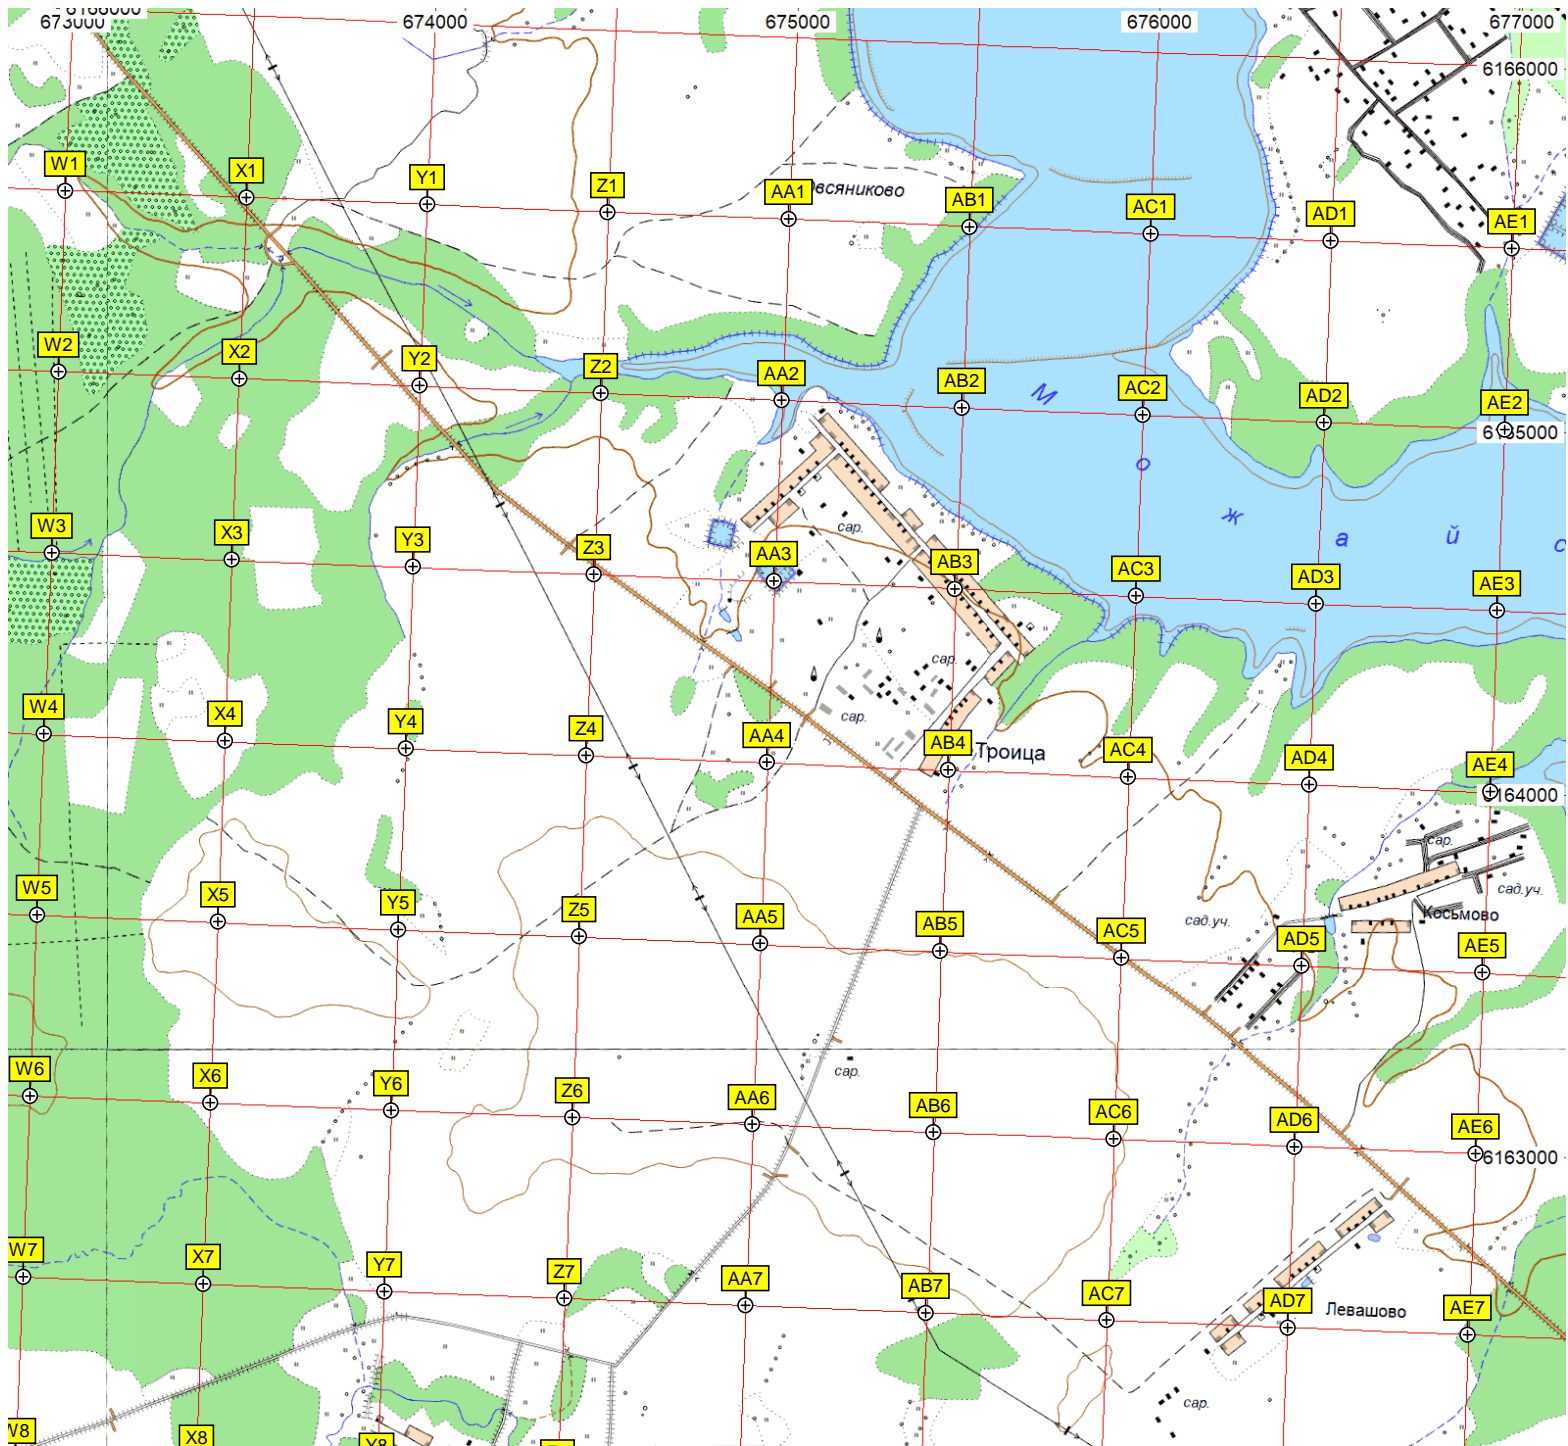 6166000
673000 674000 675000 676000 677000
6166000
W1 X1 Y1 Z1 AA1 всяниково AB1 AC1 AD1 AE1
W2 X2 Y2 Z2 AA2 AB2 М AC2 AD2 AE2
о
ж
а
й
с
W3 X3 Y3 Z3 сар. AA3 AB3 AC3 AD3 AE3
сар.
сар.
W4 X4 Y4 Z4 AA4 AB4 Троица AC4 AD4 AE4
6164000
сар.
сад.уч.
W5 X5 Y5 Z5 AA5 AB5 AC5 сад.уч. AD5 Косьмово AE5
сар.
W6 X6 Y6 Z6 AA6 AB6 AC6 AD6 AE6
6163000
W7 X7 Y7 Z7 AA7 AB7 AC7 AD7 Левашово AE7
сар.
W8 X8 Y8